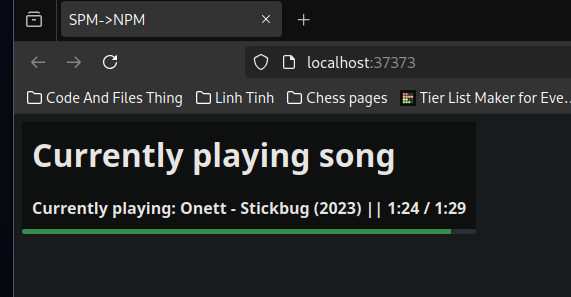 SPM->NPM
localhost:37373
Code And Files Thing Linh Tinh Chess pages Tier List Maker for Eve..
Currently playing song
Currently playing: Onett - Stickbug (2023) || 1:24 / 1:29